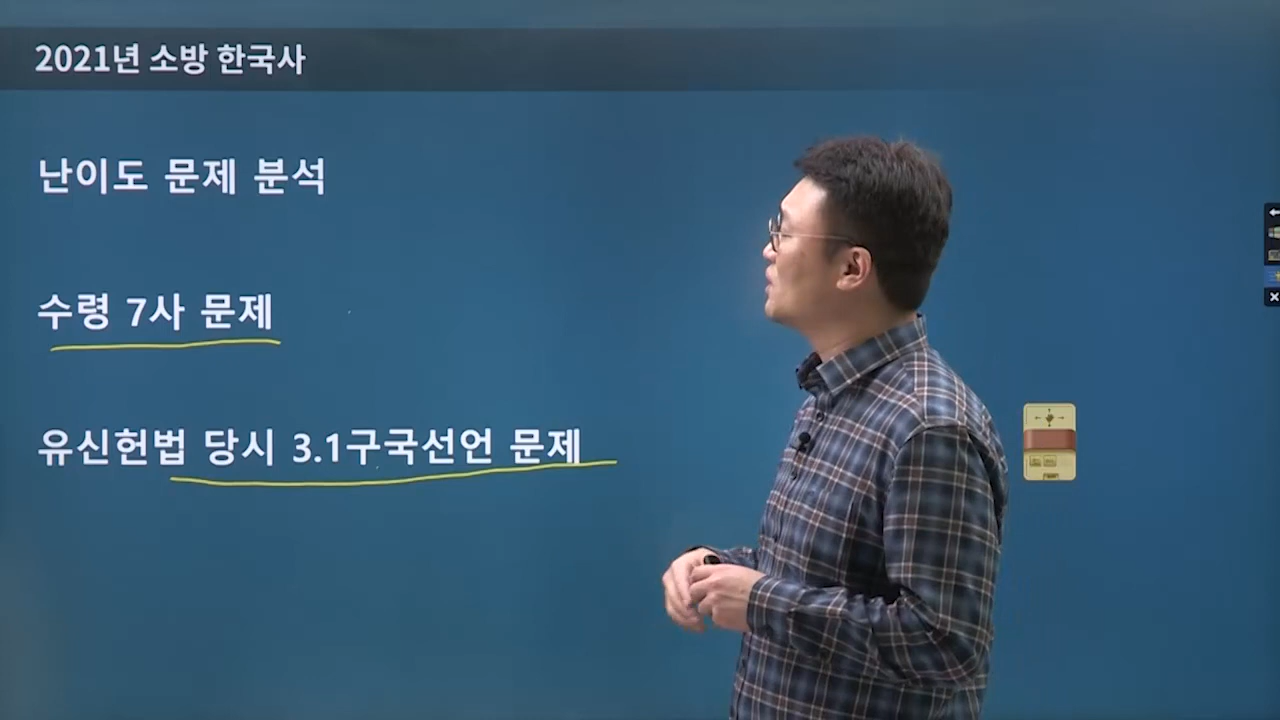 2021년 소방 한국사
난이도 문제 분석
수령 7사 문제
유신헌법 당시 3.1구국선언 문제